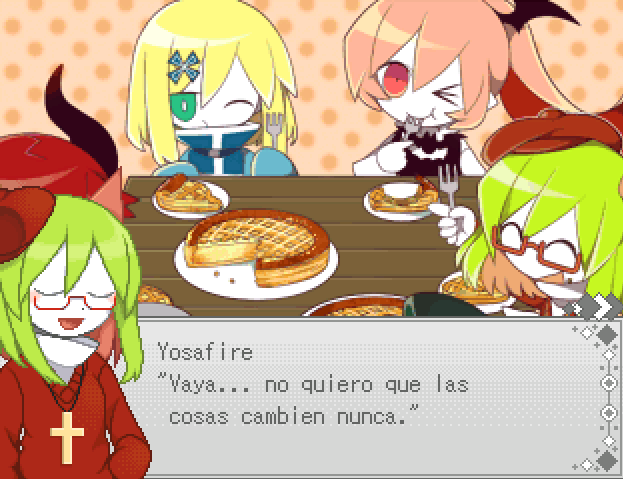 Yosafire
"Vaya... no quiero que las
cosas cambien nunca."